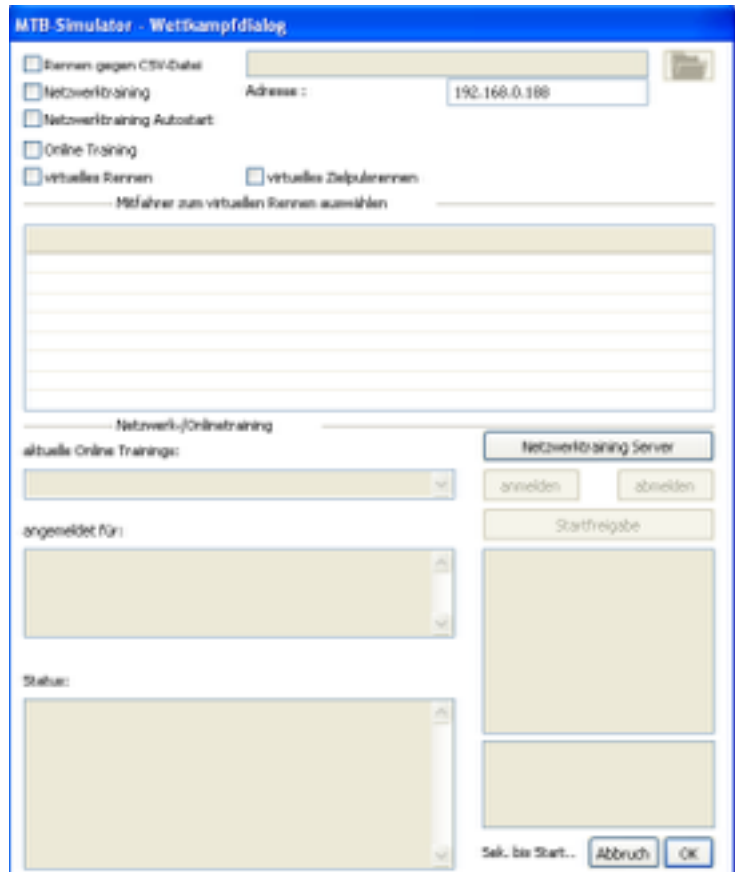 MTB-Simulator - Wettkampfdialog
Rennen gegen CSV-Datei
Netzwerktraining
Adresse :
192.168.0.188
Netzwerktraining Autostart
Online Training
virtuelles Rennen
virtuelles Zielpulsrennen
Mitfahrer zum virtuellen Rennen auswählen
Netzwerk-/Onlinetraining
aktuelle Online Trainings:
Netzwerktraining Server
anmelden
abmelden
Startfreigabe
angemeldet für:
Status:
Sek. bis Start...
Abbruch
OK